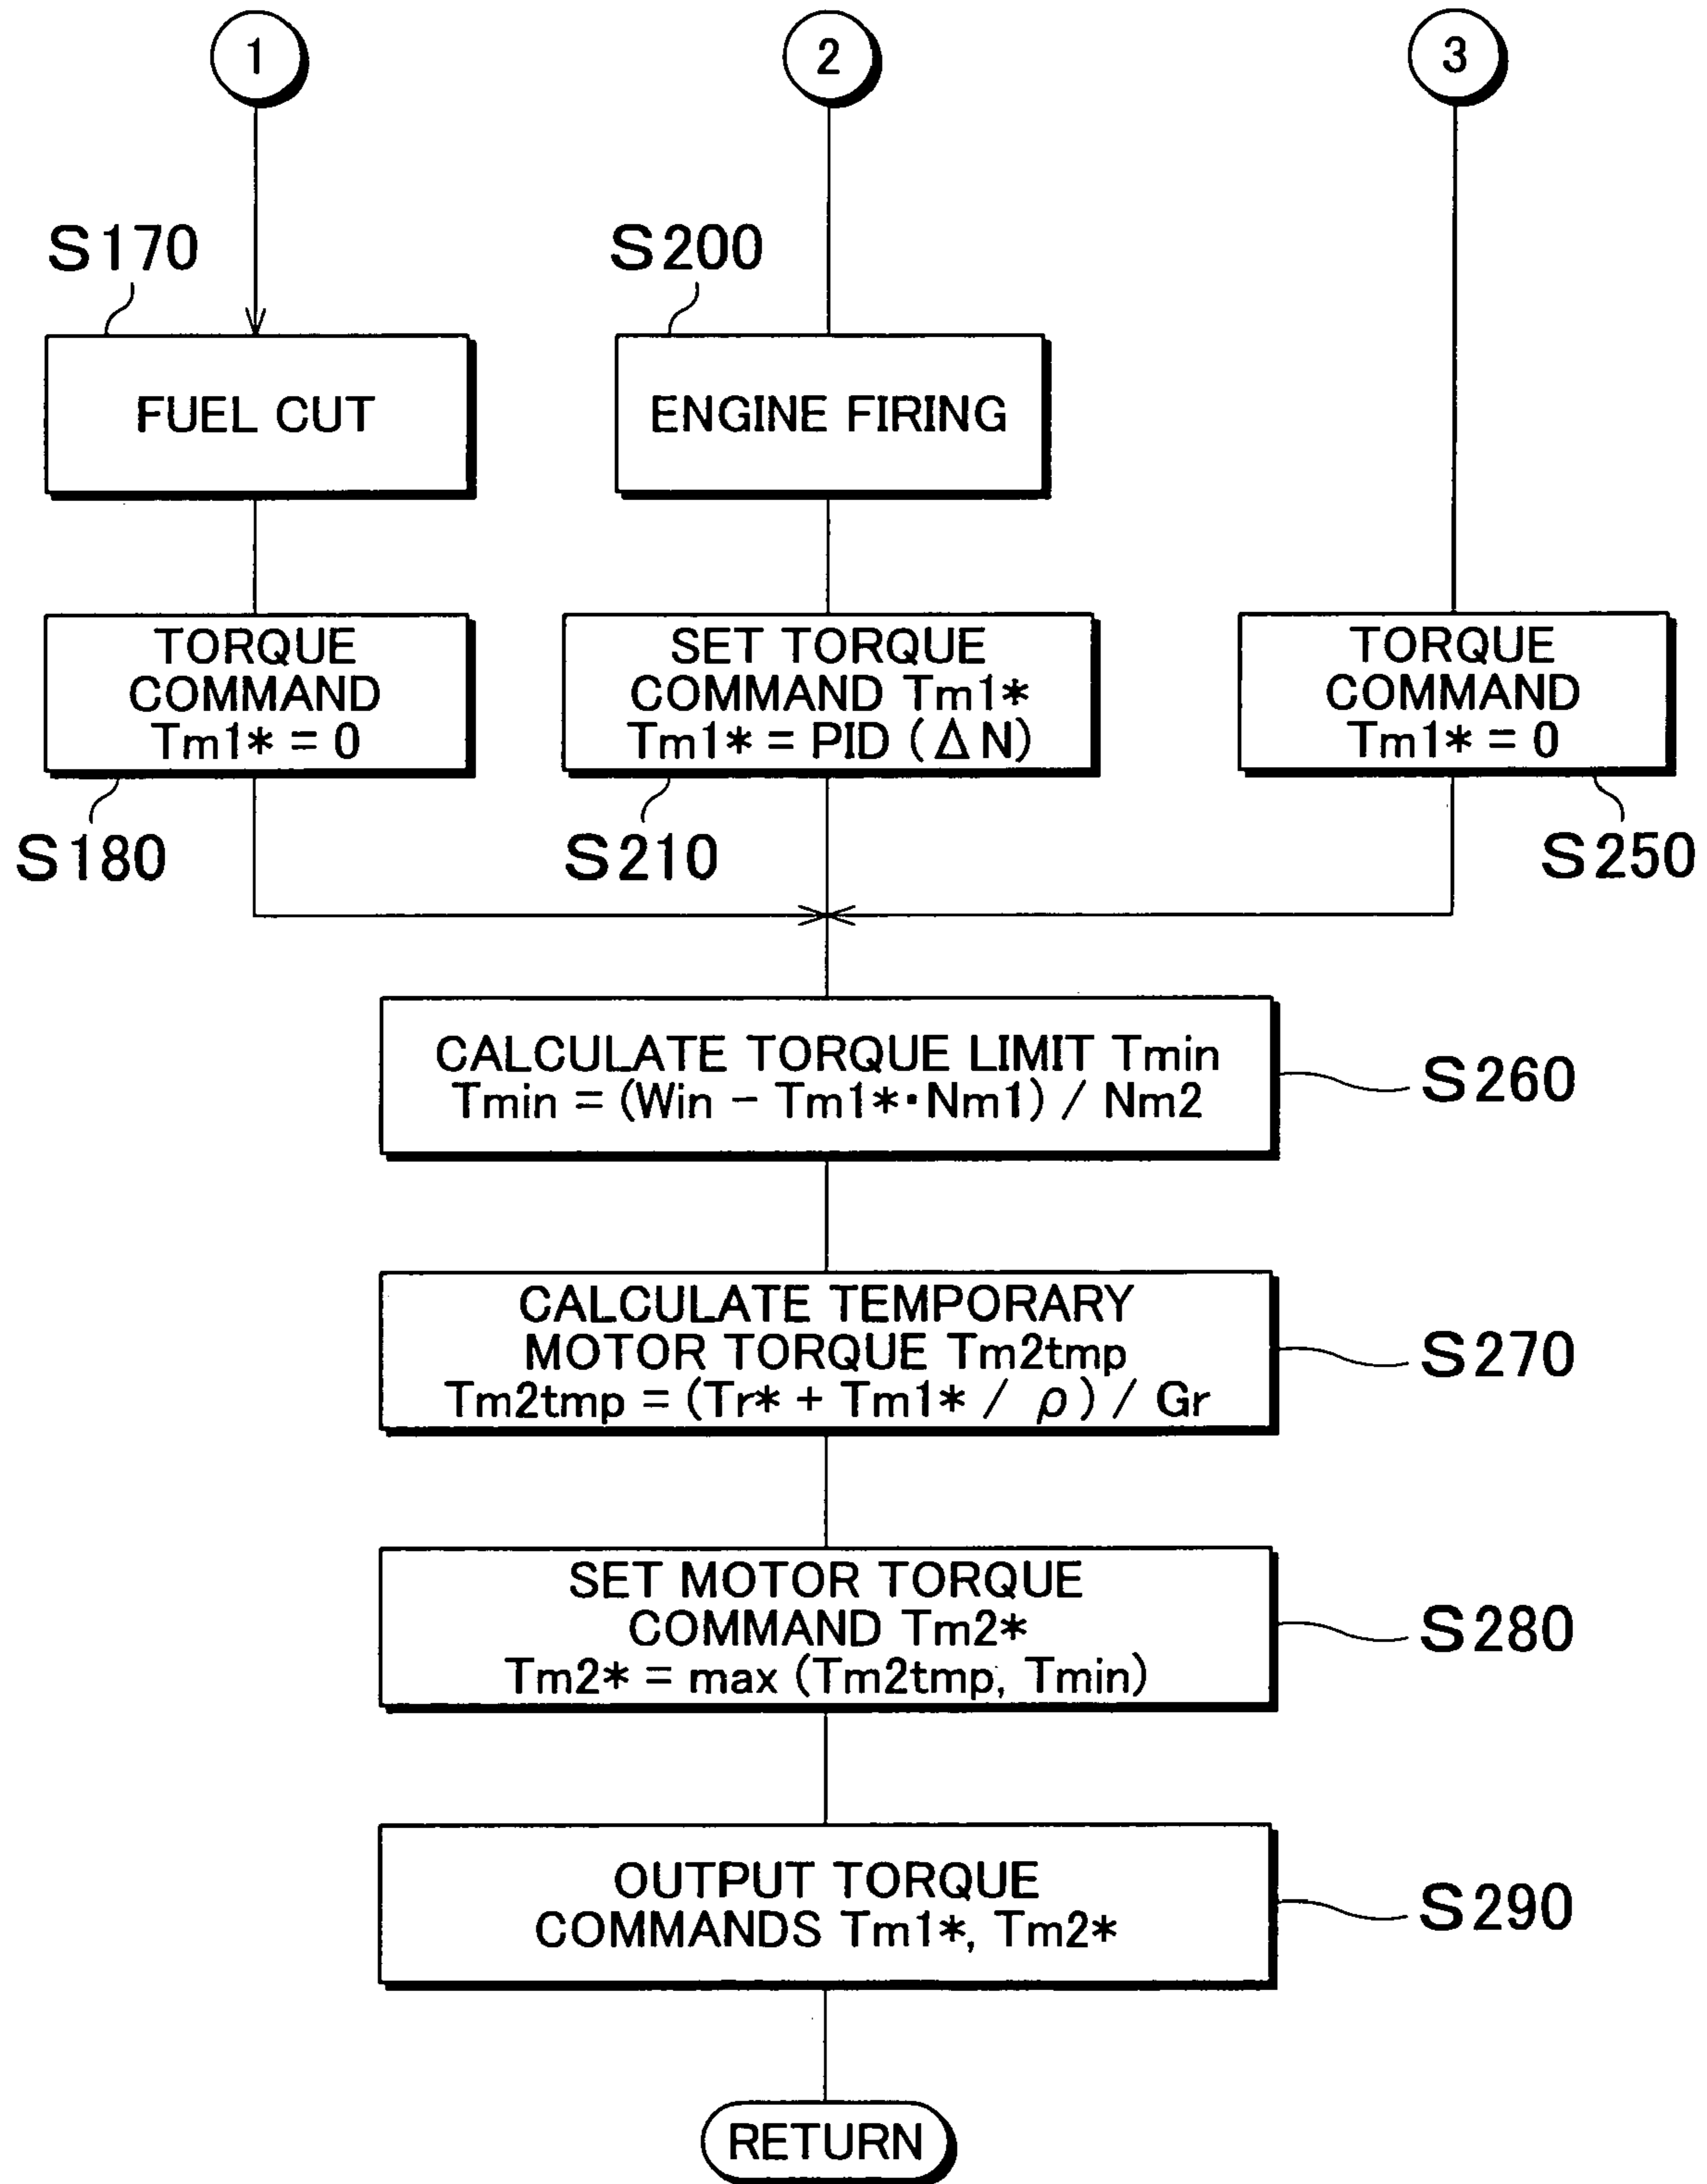 1
2
3
S170
S200
FUEL CUT
ENGINE FIRING
TORQUE
COMMAND
Tm1* = 0
SET TORQUE
COMMAND Tm1*
Tm1* = PID (ΔN)
TORQUE
COMMAND
Tm1* = 0
S180
S210
S250
CALCULATE TORQUE LIMIT Tmin
Tmin = (Win - Tm1*·Nm1) / Nm2
S260
CALCULATE TEMPORARY
MOTOR TORQUE Tm2tmp
Tm2tmp = (Tr* + Tm1* / ρ) / Gr
S270
SET MOTOR TORQUE
COMMAND Tm2*
Tm2* = max (Tm2tmp, Tmin)
S280
OUTPUT TORQUE
COMMANDS Tm1*, Tm2*
S290
RETURN